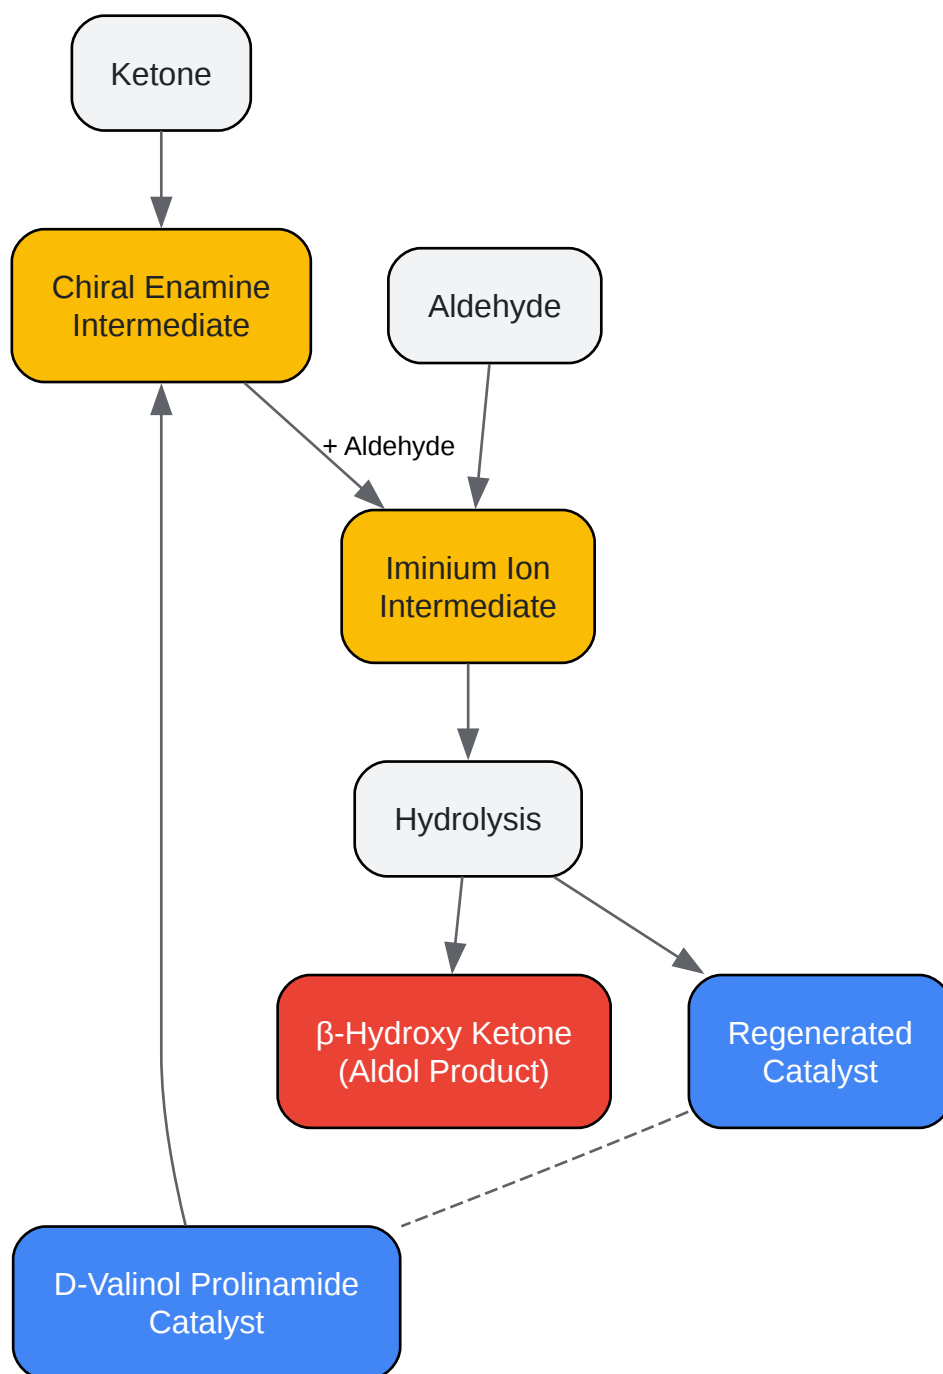 Ketone
Chiral Enamine
Intermediate
Aldehyde
+ Aldehyde
Iminium Ion
Intermediate
Hydrolysis
β-Hydroxy Ketone
(Aldol Product)
Regenerated
Catalyst
D-Valinol Prolinamide
Catalyst